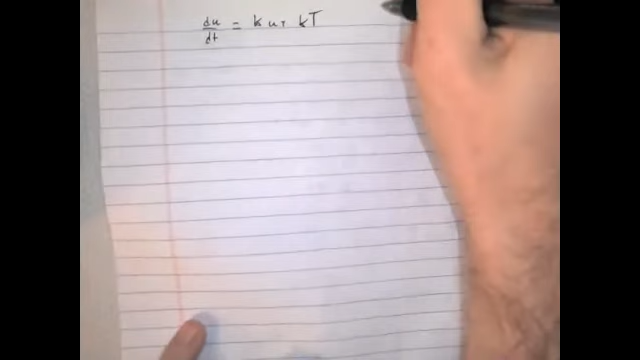 du/dt = ku + kT